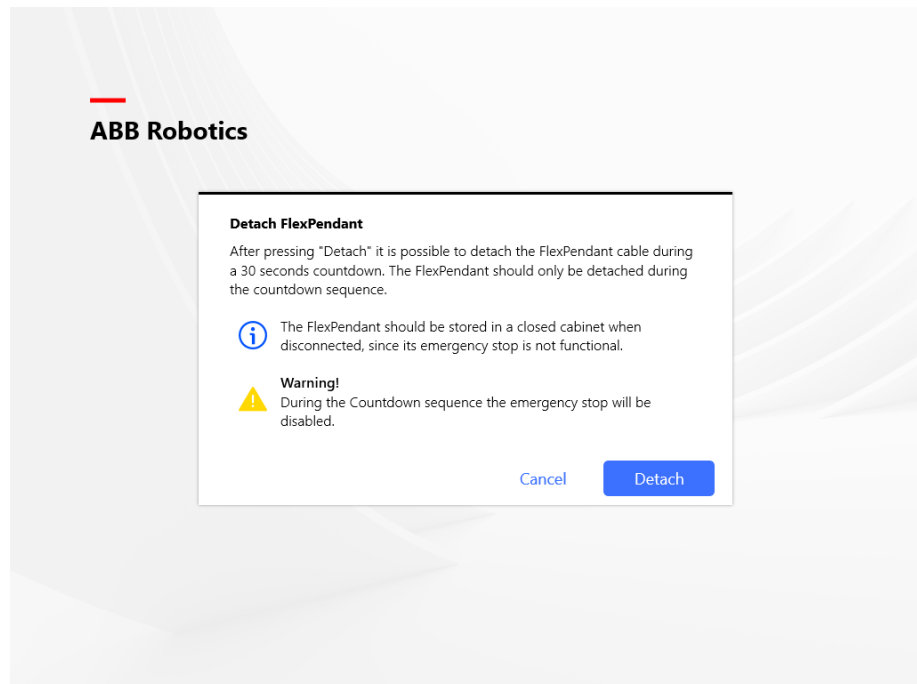 ABB Robotics
Detach FlexPendant
After pressing "Detach" it is possible to detach the FlexPendant cable during
a 30 seconds countdown. The FlexPendant should only be detached during
the countdown sequence.
The FlexPendant should be stored in a closed cabinet when
disconnected, since its emergency stop is not functional.
Warning!
During the Countdown sequence the emergency stop will be
disabled.
Cancel Detach